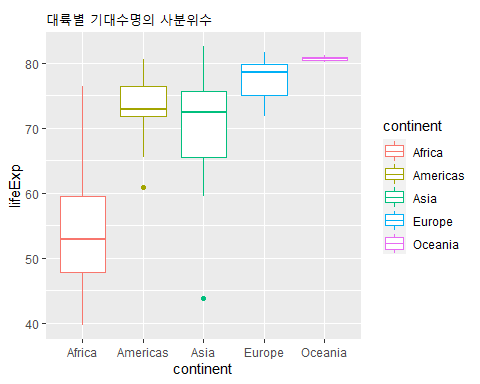 대륙별 기대수명의 사분위수
80
70
60
50
40
lifeExp
Africa
Americas
Asia
Europe
Oceania
continent
continent
Africa
Americas
Asia
Europe
Oceania